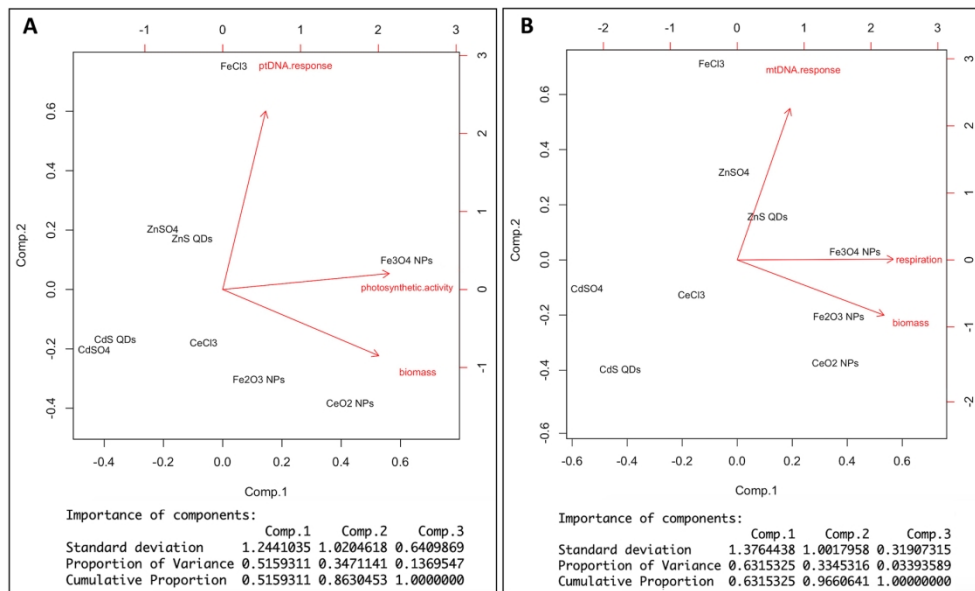 A
-1 0 1 2 3
FeCl3
ptDNA.response
ZnSO4
ZnS QDs
Fe3O4 NPs
photosynthetic.activity
CdS QDs
CdSO4
CeCl3
biomass
Fe2O3 NPs
CeO2 NPs
Comp.2
0.6
0.4
0.2
0.0
-0.2
-0.4
3
2
1
0
-1
-0.4 -0.2 0.0 0.2 0.4 0.6
Comp.1
Importance of components:
Comp.1 Comp.2 Comp.3
Standard deviation 1.2441035 1.0204618 0.6409869
Proportion of Variance 0.5159311 0.3471141 0.1369547
Cumulative Proportion 0.5159311 0.8630453 1.0000000
B
-2 -1 0 1 2 3
FeCl3
mtDNA.response
ZnSO4
ZnS QDs
Fe3O4 NPs
respiration
CdSO4
CeCl3
Fe2O3 NPs
biomass
CdS QDs
CeO2 NPs
Comp.2
0.6
0.4
0.2
0.0
-0.2
-0.4
-0.6
3
2
1
0
-1
-2
-0.6 -0.4 -0.2 0.0 0.2 0.4 0.6
Comp.1
Importance of components:
Comp.1 Comp.2 Comp.3
Standard deviation 1.3764438 1.0017958 0.31907315
Proportion of Variance 0.6315325 0.3345316 0.03393589
Cumulative Proportion 0.6315325 0.9660641 1.00000000